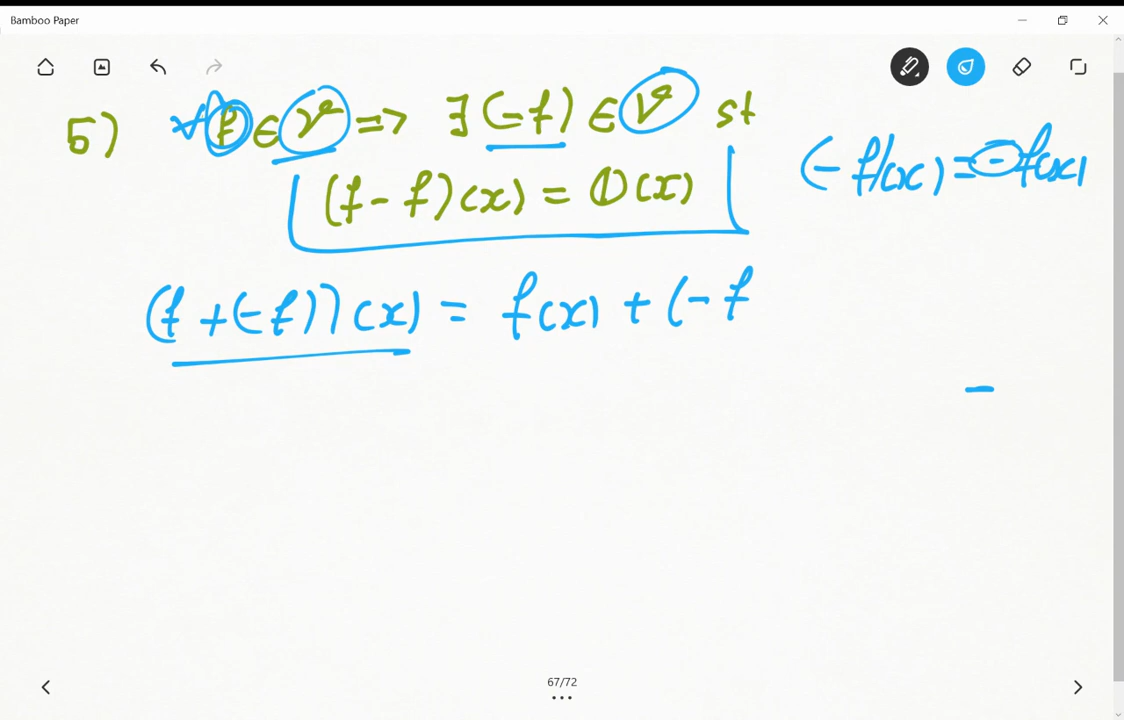 Bamboo Paper
5) ∀ f ∈ V => ∃ (-f) ∈ V st
(-f)(x) = -f(x)
(f-f)(x) = 𝟘(x)
(f+(-f))(x) = f(x) + (-f
-
67/72